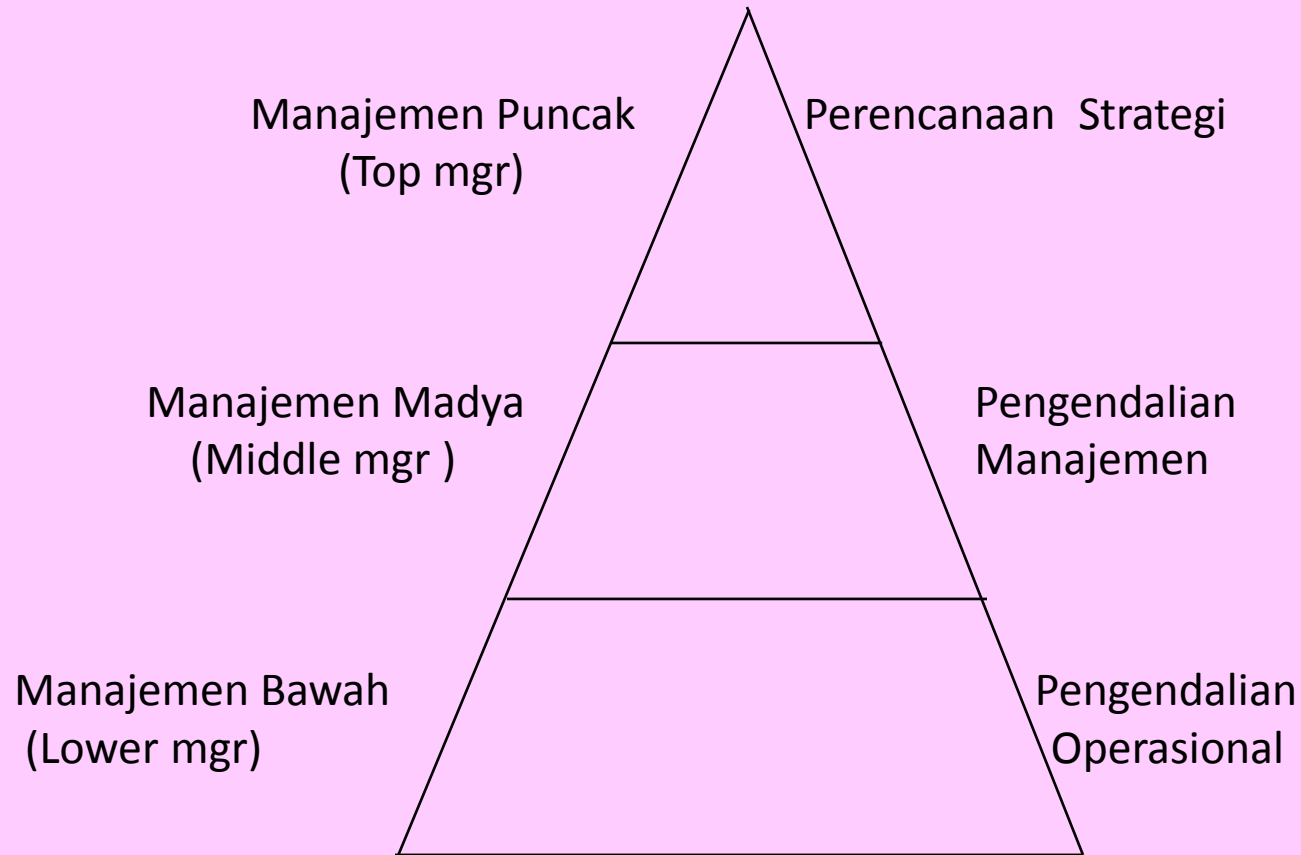 Manajemen Puncak
(Top mgr)
Perencanaan  Strategi
Manajemen Madya
(Middle mgr )
Pengendalian
Manajemen
Manajemen Bawah
(Lower mgr)
Pengendalian
Operasional